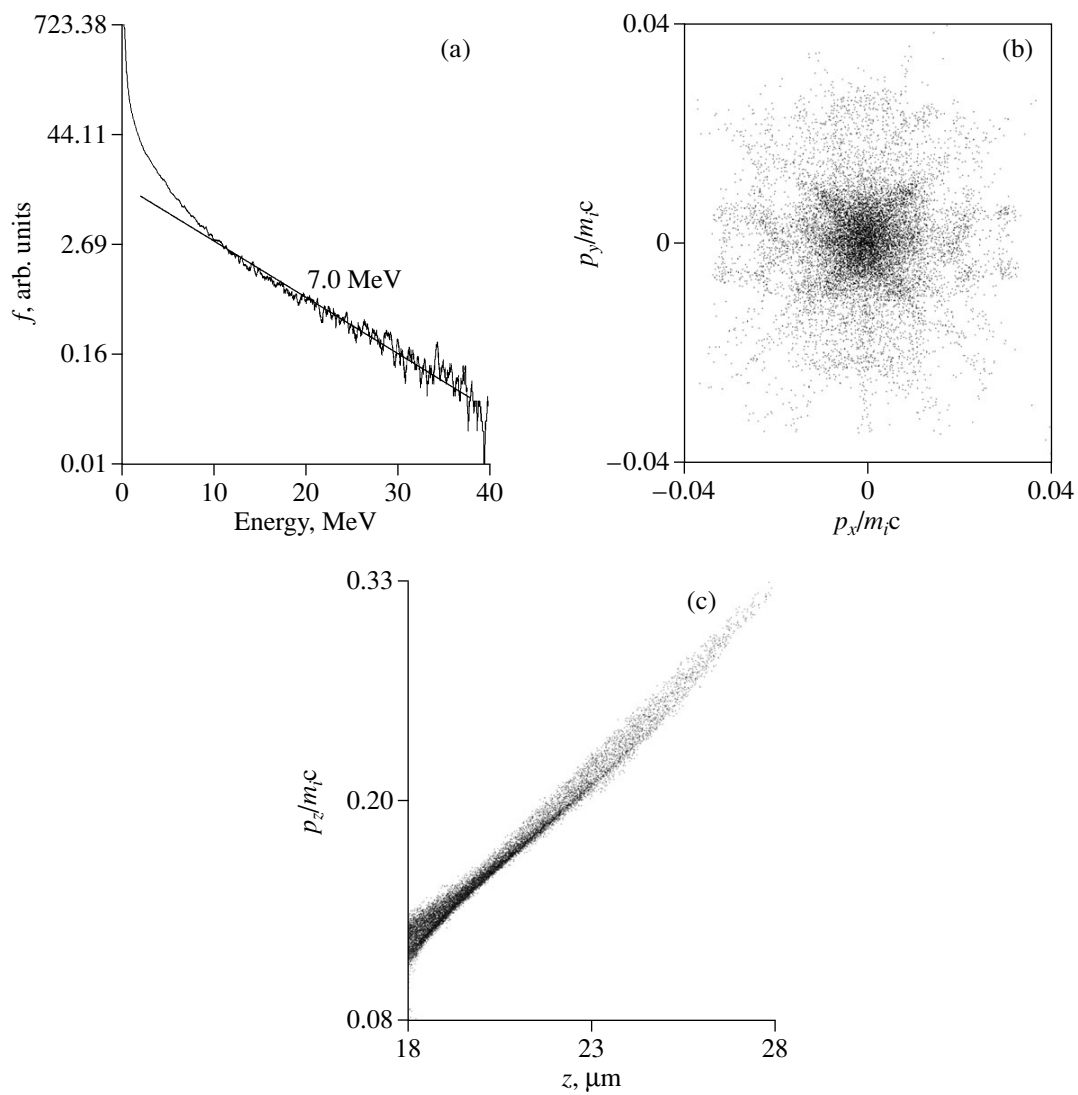 723.38
(a)
44.11
2.69
7.0 MeV
0.16
0.01
0 10 20 30 40
f, arb. units
Energy, MeV
0.04
(b)
0
−0.04
−0.04 0 0.04
p_y/m_ic
p_x/m_ic
0.33
(c)
0.20
0.08
18 23 28
p_z/m_ic
z, μm